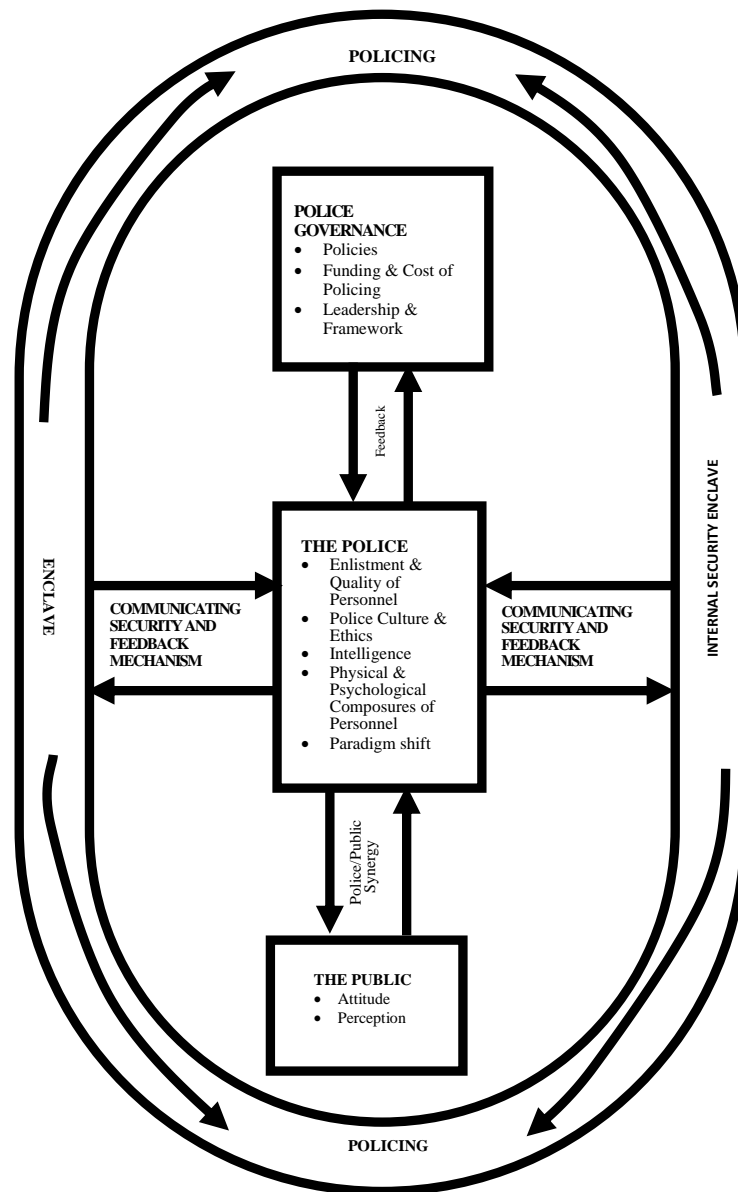 POLICING
POLICE
GOVERNANCE
• Policies
• Funding & Cost of
Policing
• Leadership &
Framework
Feedback
ENCLAVE
INTERNAL SECURITY ENCLAVE
THE POLICE
• Enlistment &
Quality of
Personnel
• Police Culture &
Ethics
• Intelligence
• Physical &
Psychological
Composures of
Personnel
• Paradigm shift
COMMUNICATING
SECURITY AND
FEEDBACK
MECHANISM
COMMUNICATING
SECURITY AND
FEEDBACK
MECHANISM
Police/Public
Synergy
THE PUBLIC
• Attitude
• Perception
POLICING